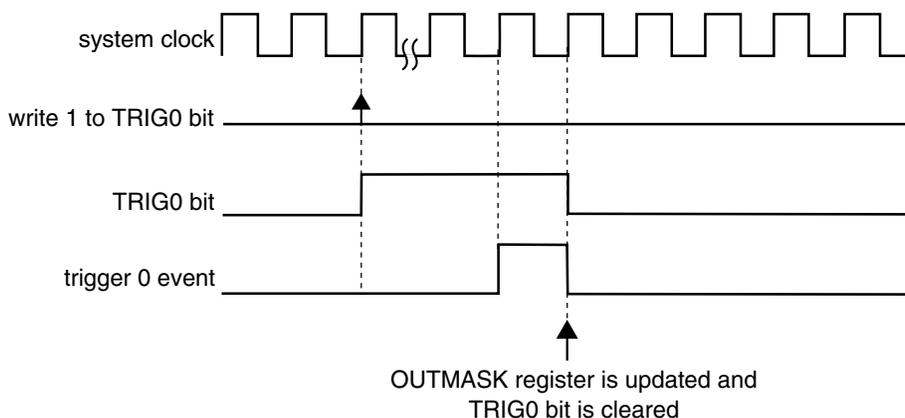 system clock
write 1 to TRIG0 bit
TRIG0 bit
trigger 0 event
OUTMASK register is updated and
TRIG0 bit is cleared